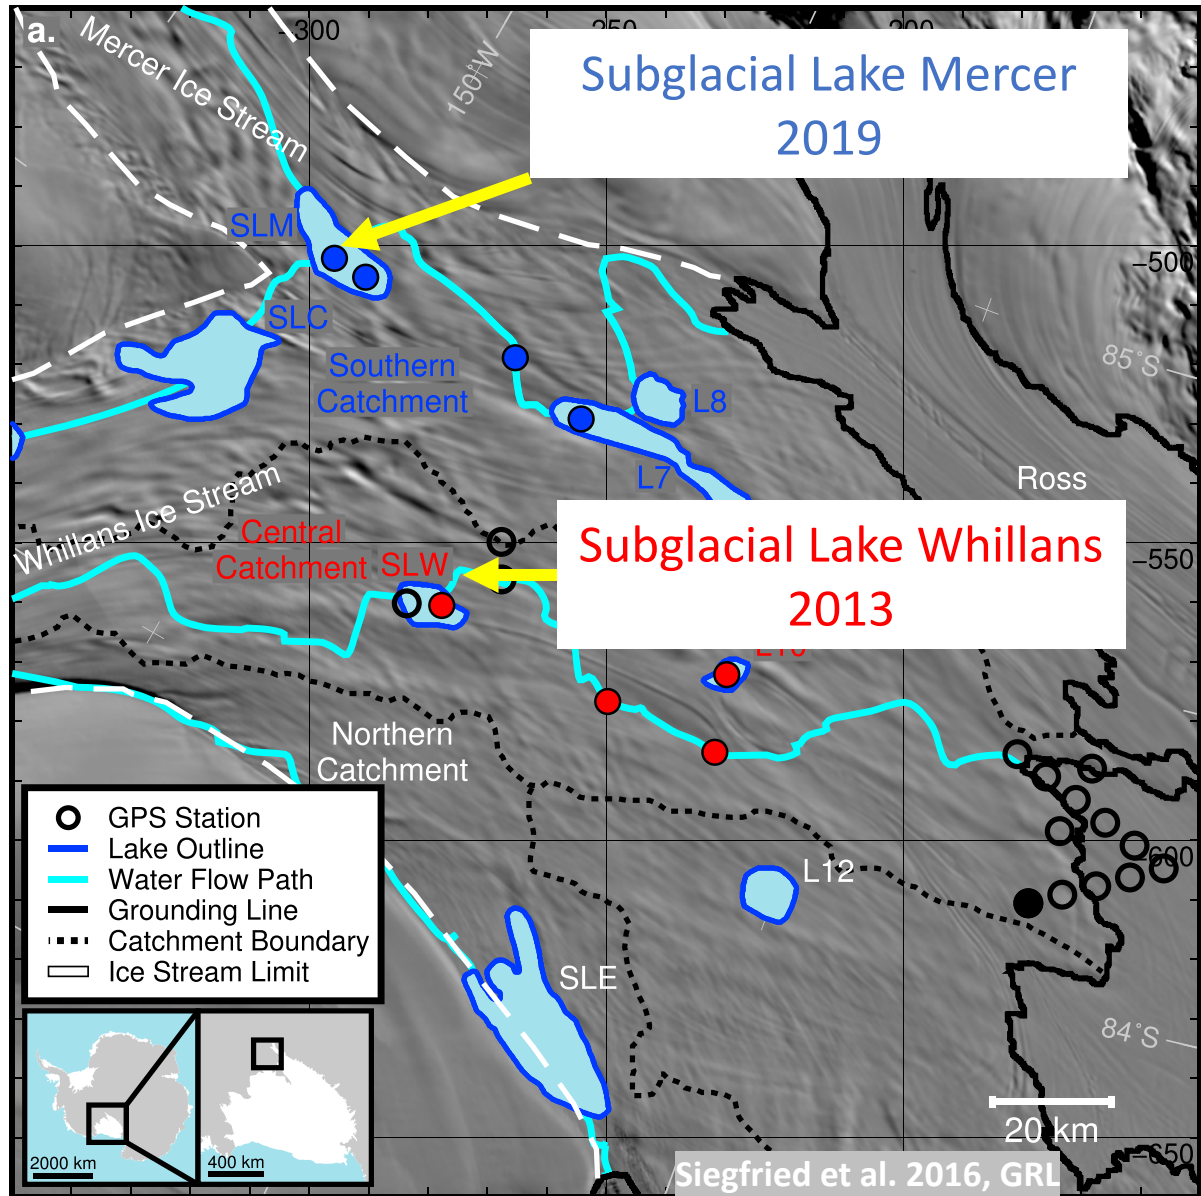 a.
-300
-250
-200
Mercer Ice Stream
150°W
Subglacial Lake Mercer
2019
SLM
-500
SLC
85°S
Southern
Catchment
L8
L7
Ross
Whillans Ice Stream
Central
Catchment
SLW
Subglacial Lake Whillans
2013
-550
L10
Northern
Catchment
GPS Station
Lake Outline
Water Flow Path
Grounding Line
Catchment Boundary
Ice Stream Limit
-600
L12
SLE
84°S
20 km
2000 km
400 km
-650
Siegfried et al. 2016, GRL